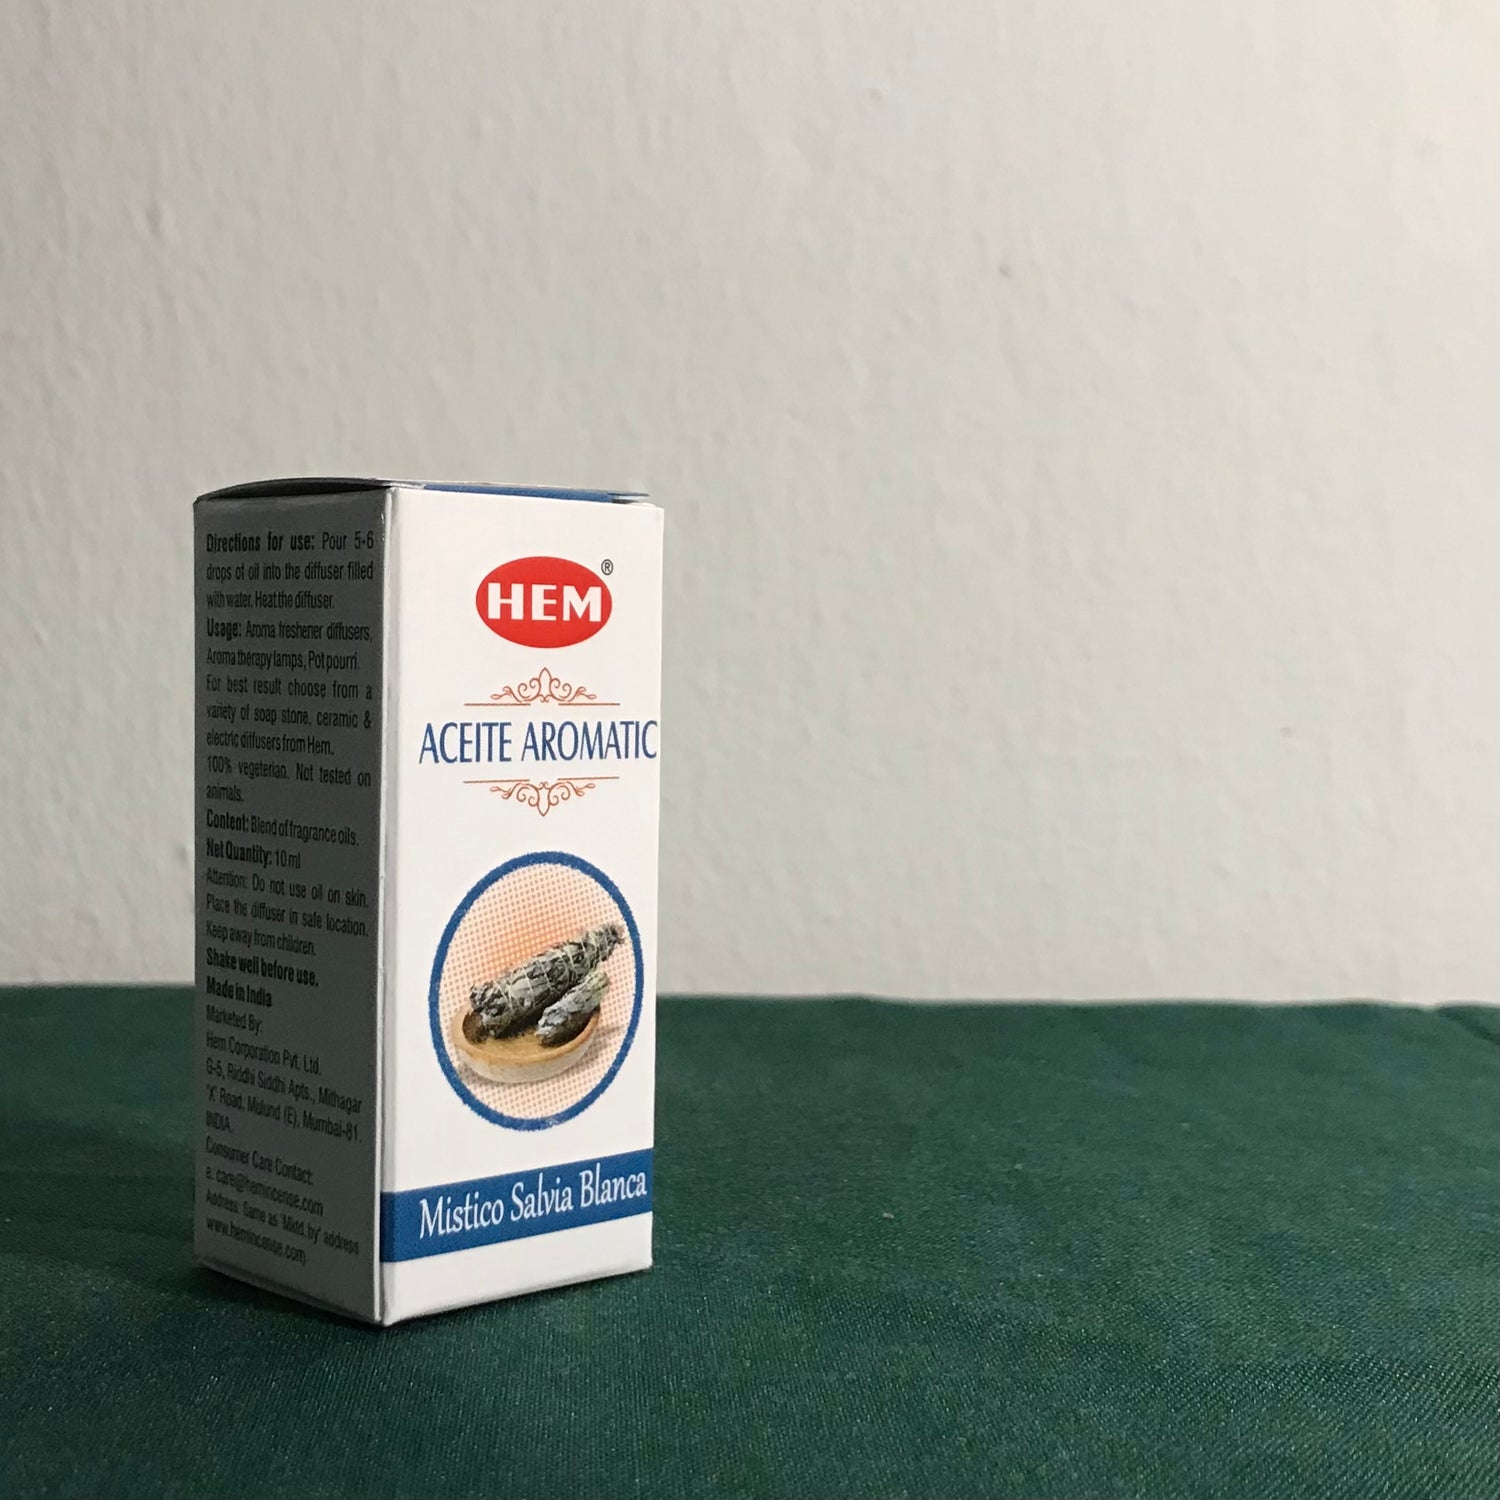 Directions for use: Pour 5-6
drops of oil into the diffuser filled
with water. Heat the diffuser.
Usage: Aroma freshener diffusers,
Aroma therapy lamps, Pot pourri.
For best result choose from a
variety of soap stone, ceramic &
electric diffusers from Hem.
100% vegeterian. Not tested on
animals.
Content: Blend of fragrance oils.
Net Quantity: 10 ml
Attention: Do not use oil on skin.
Place the diffuser in safe location.
Keep away from children.
Shake well before use.
Made in India
Marketed By:
Hem Corporation Pvt. Ltd.
G-5, Riddhi Siddhi Apts., Mithagar
'X' Road, Mulund (E), Mumbai-81.
INDIA.
Consumer Care Contact:
e. care@hemincense.com
Address: Same as 'Mktd. by' address
www.hemincense.com
HEM®
ACEITE AROMATIC
Mistico Salvia Blanca